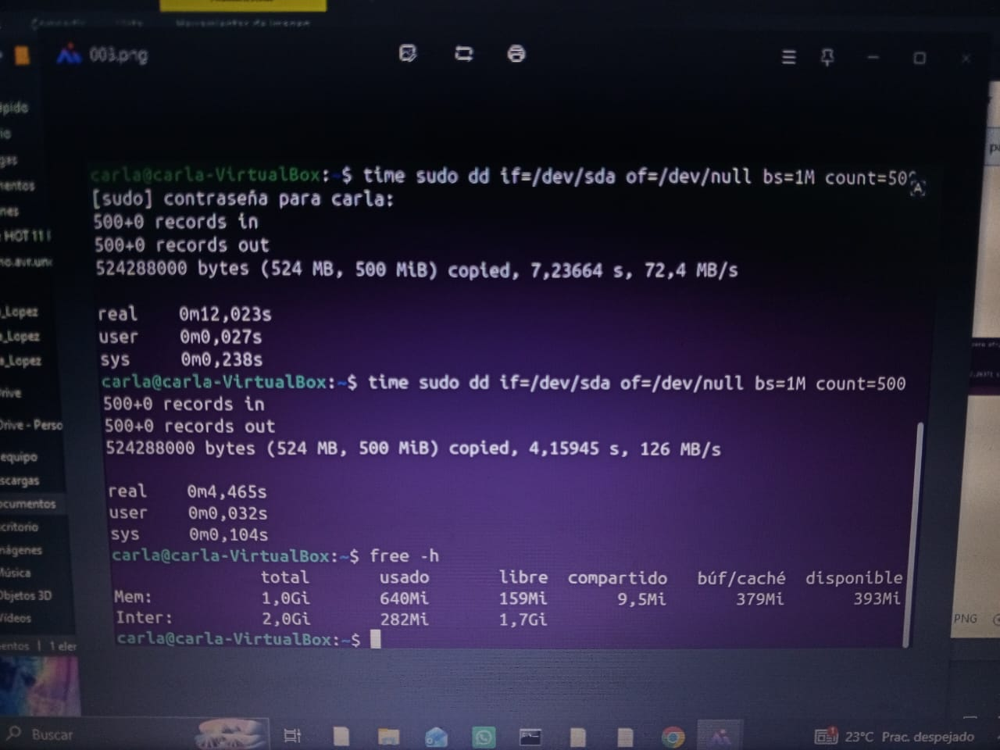 003.png
carla@carla-VirtualBox:~$ time sudo dd if=/dev/sda of=/dev/null bs=1M count=500
[sudo] contraseña para carla:
500+0 records in
500+0 records out
524288000 bytes (524 MB, 500 MiB) copied, 7,23664 s, 72,4 MB/s
real 0m12,023s
user 0m0,027s
sys 0m0,238s
carla@carla-VirtualBox:~$ time sudo dd if=/dev/sda of=/dev/null bs=1M count=500
500+0 records in
500+0 records out
524288000 bytes (524 MB, 500 MiB) copied, 4,15945 s, 126 MB/s
real 0m4,465s
user 0m0,032s
sys 0m0,104s
carla@carla-VirtualBox:~$ free -h
total usado libre compartido búf/caché disponible
Mem: 1,0Gi 640Mi 159Mi 9,5Mi 379Mi 393Mi
Inter: 2,0Gi 282Mi 1,7Gi
carla@carla-VirtualBox:~$
ápido
io
gas
mentos
nes
HOT 11
_Lopez
_Lopez
_Lopez
rive
Drive - Perso
equipo
scargas
ocumentos
critorio
mágenes
Música
Objetos 3D
Vídeos
entos | 1 eler
PNG
Buscar
23°C Prac. despejado